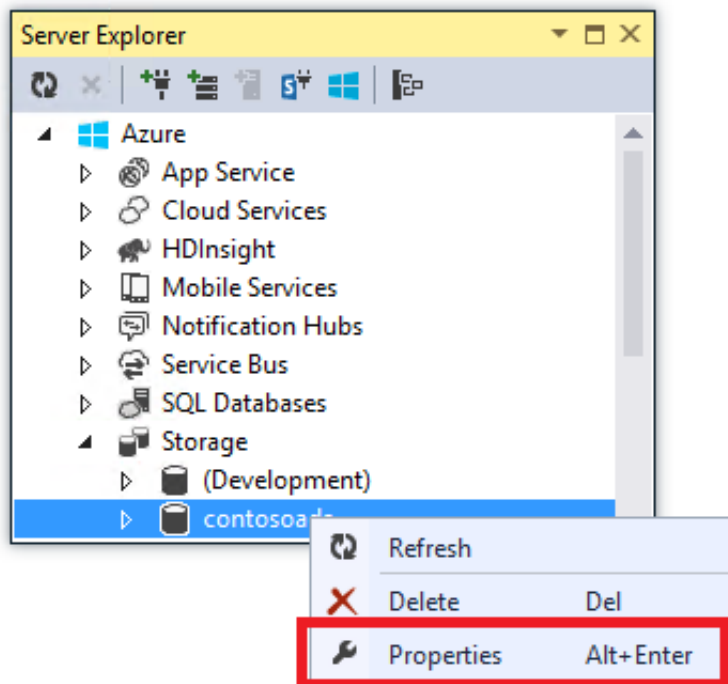 Server Explorer
Azure
App Service
Cloud Services
HDInsight
Mobile Services
Notification Hubs
Service Bus
SQL Databases
Storage
(Development)
contosoads
Refresh
Delete Del
Properties Alt+Enter